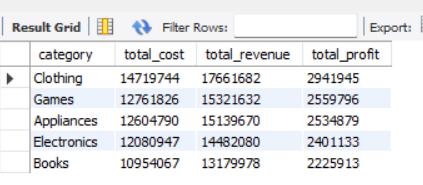 Result Grid Filter Rows: Export:
category total_cost total_revenue total_profit
Clothing 14719744 17661682 2941945
Games 12761826 15321632 2559796
Appliances 12604790 15139670 2534879
Electronics 12080947 14482080 2401133
Books 10954067 13179978 2225913